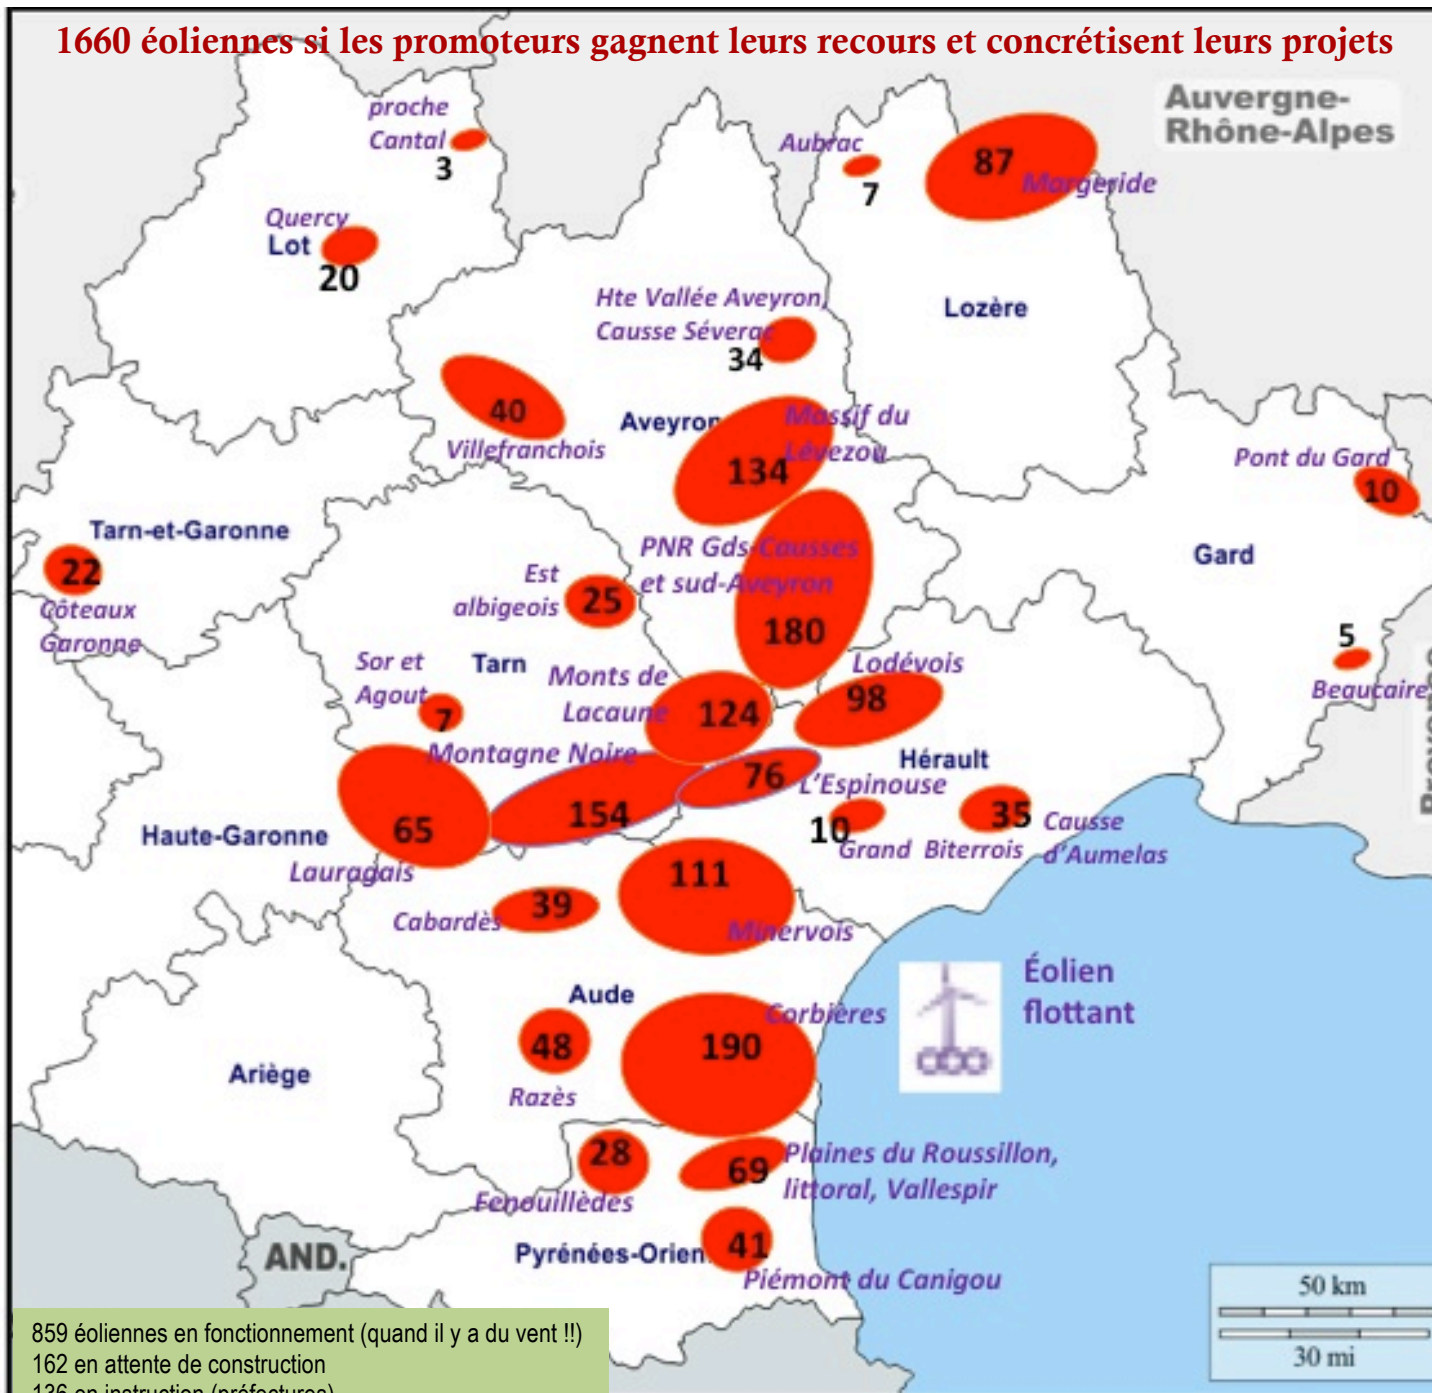 1660 éoliennes si les promoteurs gagnent leurs recours et concrétisent leurs projets
Auvergne-
Rhône-Alpes
proche
Cantal
3
Aubrac
7
87
Margeride
Quercy
Lot
20
Hte Vallée Aveyron,
Causse Séverac
34
Lozère
40
Villefranchois
Aveyron
Massif du
Lévezou
134
Pont du Gard
10
Tarn-et-Garonne
22
Côteaux
Garonne
PNR Gds-Causses
et sud-Aveyron
180
Gard
Est
albigeois
25
5
Beaucaire
Sor et
Agout
7
Tarn
Monts de
Lacaune
124
Lodévois
98
Montagne Noire
154
76
L'Espinouse
Hérault
Haute-Garonne
65
Lauragais
10
Grand Biterrois
35
Causse
d'Aumelas
Cabardès
39
111
Minervois
Aude
Éolien
flottant
Corbières
190
48
Razès
Ariège
28
Fenouillèdes
69
Plaines du Roussillon,
littoral, Vallespir
AND.
Pyrénées-Orien
41
Piémont du Canigou
50 km
30 mi
859 éoliennes en fonctionnement (quand il y a du vent !!)
162 en attente de construction
136 en instruction (préfectures)